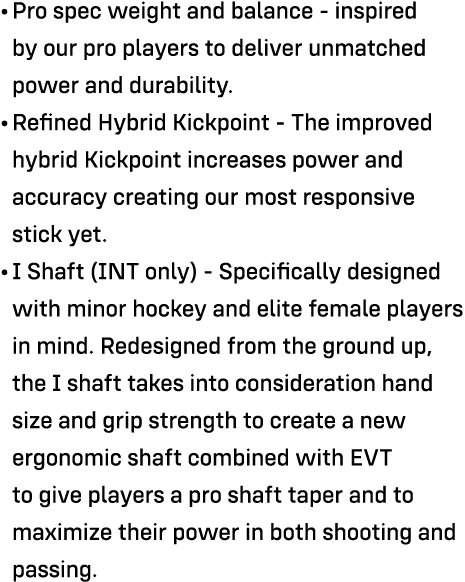 • Pro spec weight and balance - inspired
by our pro players to deliver unmatched
power and durability.
• Refined Hybrid Kickpoint - The improved
hybrid Kickpoint increases power and
accuracy creating our most responsive
stick yet.
• I Shaft (INT only) - Specifically designed
with minor hockey and elite female players
in mind. Redesigned from the ground up,
the I shaft takes into consideration hand
size and grip strength to create a new
ergonomic shaft combined with EVT
to give players a pro shaft taper and to
maximize their power in both shooting and
passing.